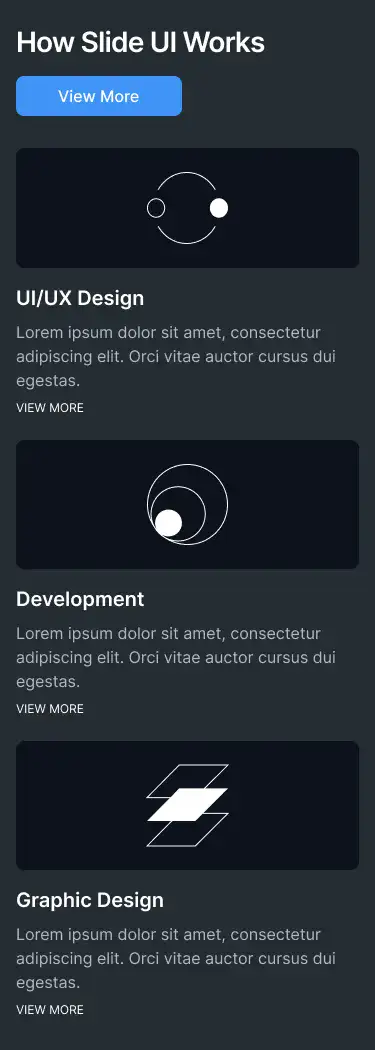 How Slide UI Works
View More
UI/UX Design
Lorem ipsum dolor sit amet, consectetur
adipiscing elit. Orci vitae auctor cursus dui
egestas.
VIEW MORE
Development
Lorem ipsum dolor sit amet, consectetur
adipiscing elit. Orci vitae auctor cursus dui
egestas.
VIEW MORE
Graphic Design
Lorem ipsum dolor sit amet, consectetur
adipiscing elit. Orci vitae auctor cursus dui
egestas.
VIEW MORE